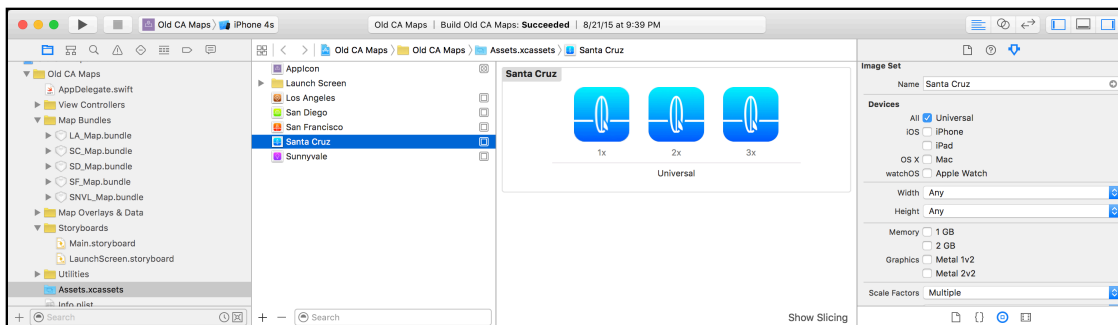 Old CA Maps 〉 iPhone 4s
Old CA Maps | Build Old CA Maps: Succeeded | 8/21/15 at 9:39 PM
Old CA Maps
AppDelegate.swift
View Controllers
Map Bundles
LA_Map.bundle
SC_Map.bundle
SD_Map.bundle
SF_Map.bundle
SNVL_Map.bundle
Map Overlays & Data
Storyboards
Main.storyboard
LaunchScreen.storyboard
Utilities
Assets.xcassets
Info.plist
Search
Old CA Maps 〉 Old CA Maps 〉 Assets.xcassets 〉 Santa Cruz
AppIcon
Launch Screen
Los Angeles
San Diego
San Francisco
Santa Cruz
Sunnyvale
Search
Santa Cruz
1x 2x 3x
Universal
Show Slicing
Image Set
Name Santa Cruz
Devices
All Universal
iOS iPhone
iPad
OS X Mac
watchOS Apple Watch
Width Any
Height Any
Memory 1 GB
2 GB
Graphics Metal 1v2
Metal 2v2
Scale Factors Multiple